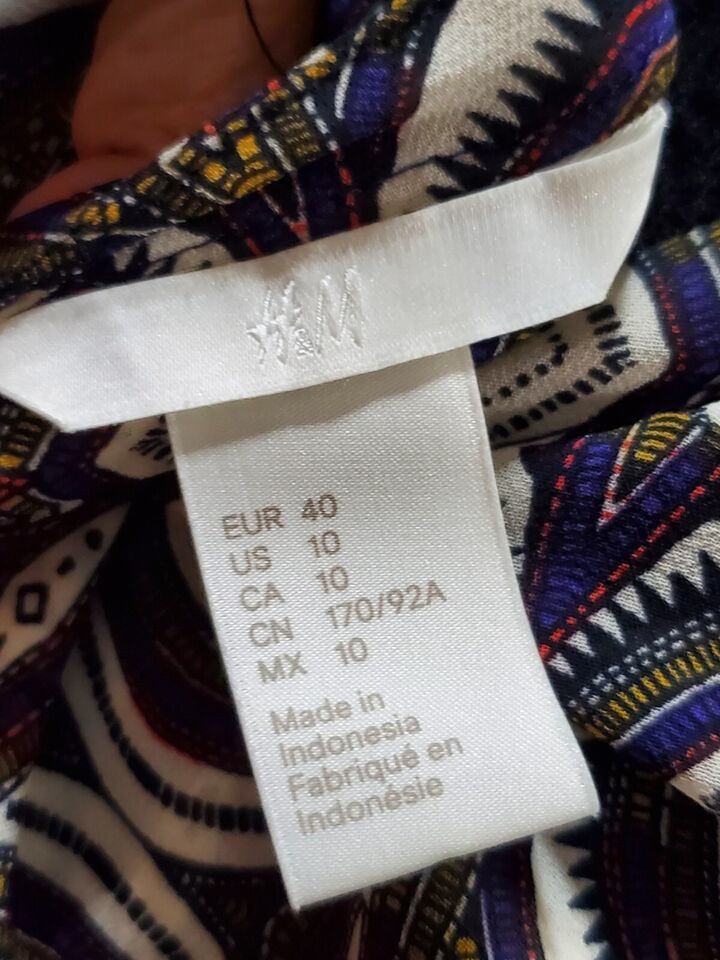 H&M
EUR 40
US 10
CA 10
CN 170/92A
MX 10
Made in
Indonesia
Fabriqué en
Indonésie